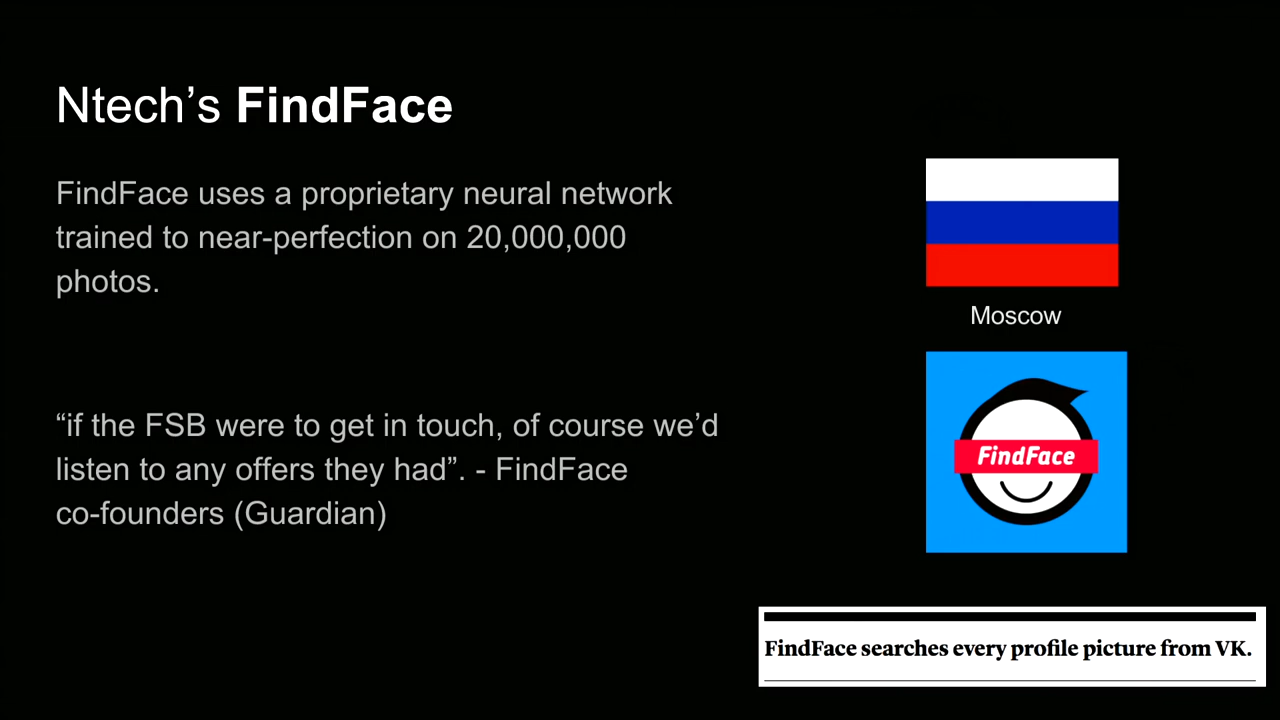 Ntech’s FindFace
FindFace uses a proprietary neural network
trained to near-perfection on 20,000,000
photos.
“if the FSB were to get in touch, of course we’d
listen to any offers they had”. - FindFace
co-founders (Guardian)
Moscow
FindFace
FindFace searches every profile picture from VK.